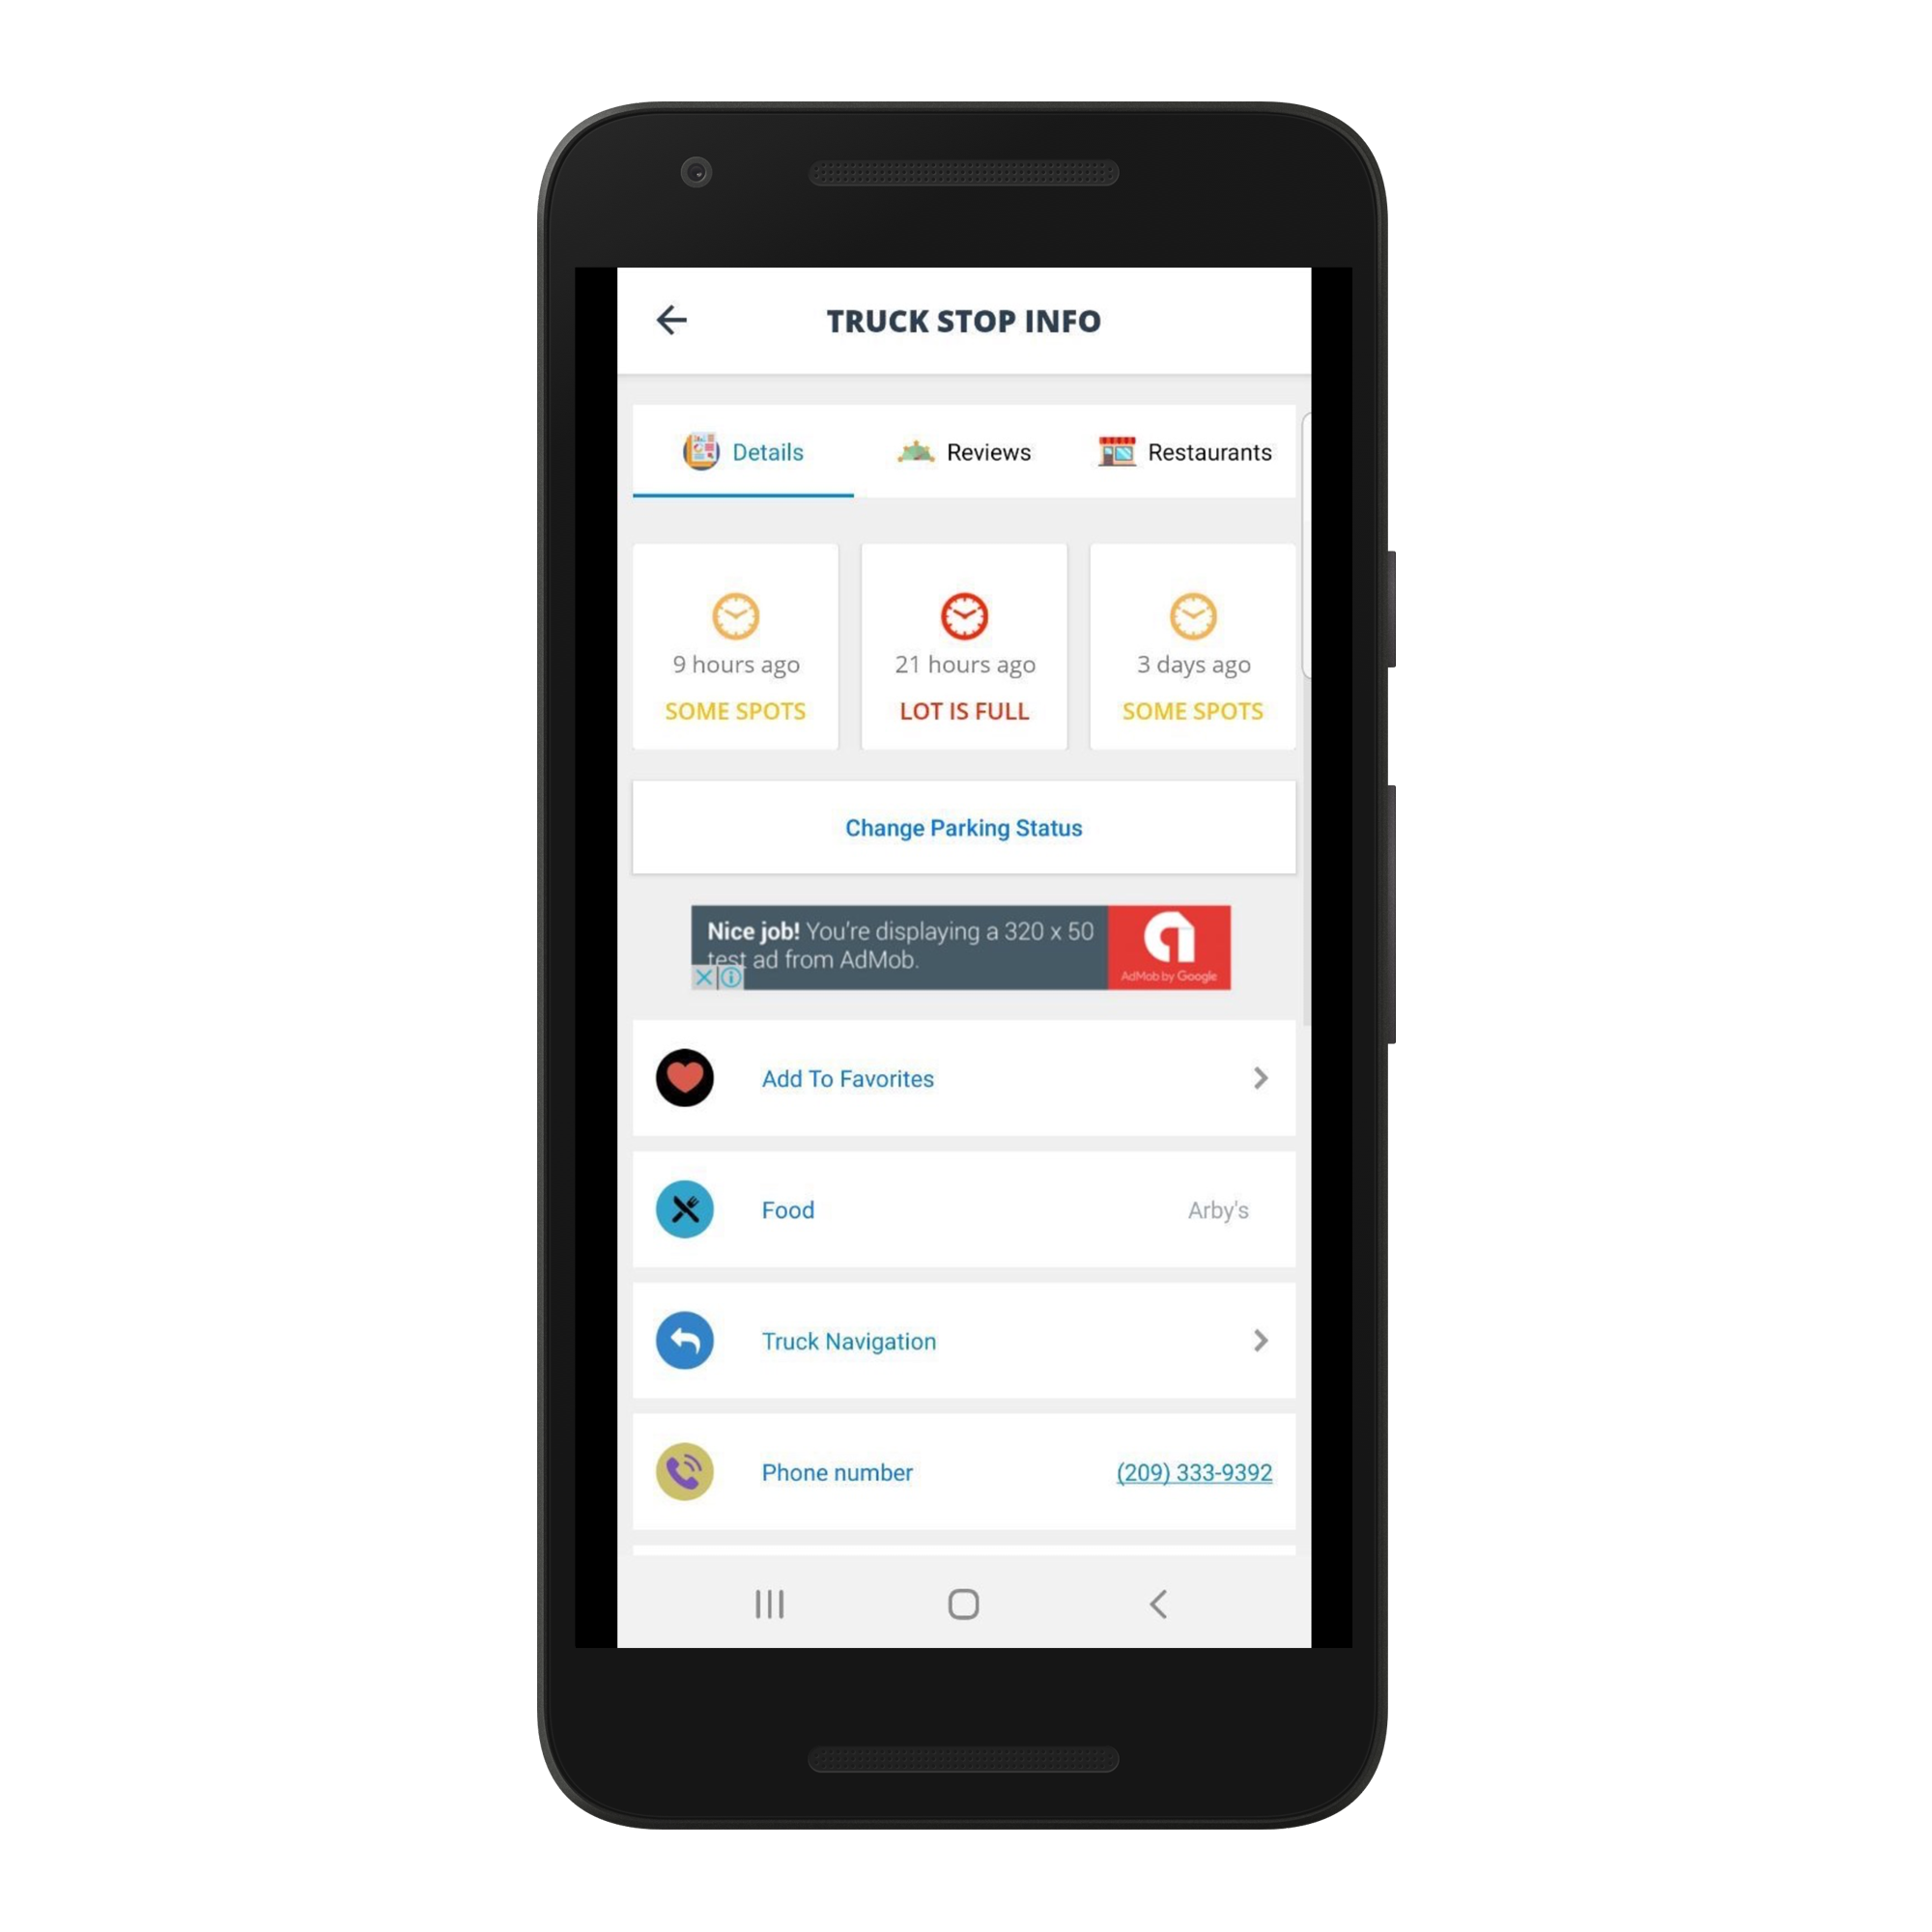 TRUCK STOP INFO
Details
Reviews
Restaurants
9 hours ago
SOME SPOTS
21 hours ago
LOT IS FULL
3 days ago
SOME SPOTS
Change Parking Status
Nice job! You're displaying a 320 x 50
test ad from AdMob.
AdMob by Google
Add To Favorites
Food
Arby's
Truck Navigation
Phone number
(209) 333-9392